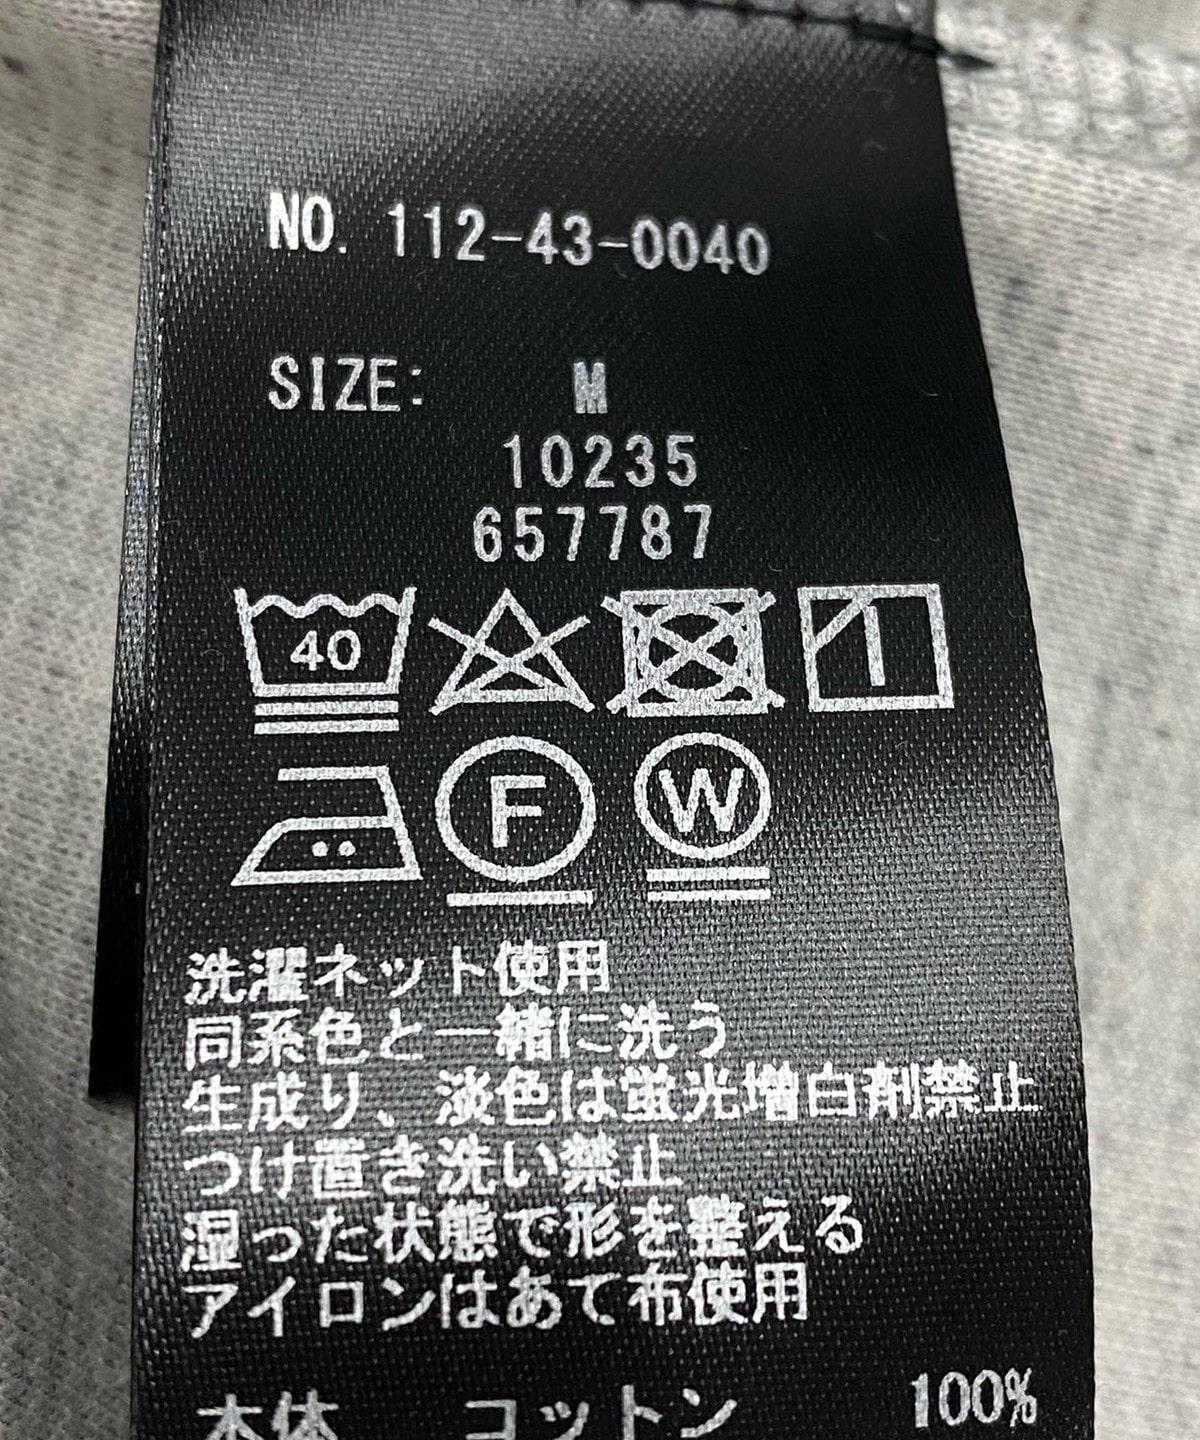 NO. 112-43-0040
SIZE: M
10235
657787
40
F W
洗濯ネット使用
同系色と一緒に洗う
生成り、淡色は蛍光増白剤禁止
つけ置き洗い禁止
湿った状態で形を整える
アイロンはあて布使用
本体 コットン 100%